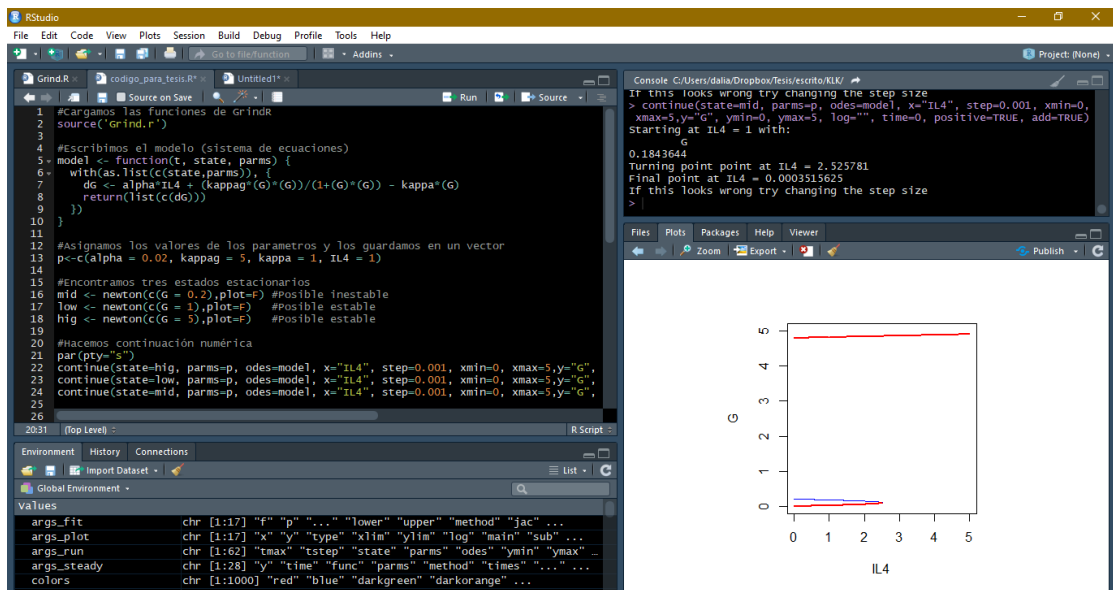 RStudio
File Edit Code View Plots Session Build Debug Profile Tools Help
Go to file/function Addins Project: (None)
Grind.R codigo_para_tesis.R* Untitled1*
Source on Save Run Source
1 #Cargamos las funciones de GrindR
2 source('Grind.r')
3
4 #Escribimos el modelo (sistema de ecuaciones)
5 model <- function(t, state, parms) {
6 with(as.list(c(state,parms)), {
7 dG <- alpha*IL4 + (kappag*(G)*(G))/(1+(G)*(G)) - kappa*(G)
8 return(list(c(dG)))
9 })
10 }
11
12 #Asignamos los valores de los parametros y los guardamos en un vector
13 p<-c(alpha = 0.02, kappag = 5, kappa = 1, IL4 = 1)
14
15 #Encontramos tres estados estacionarios
16 mid <- newton(c(G = 0.2),plot=F) #Posible inestable
17 low <- newton(c(G = 1),plot=F) #Posible estable
18 hig <- newton(c(G = 5),plot=F) #Posible estable
19
20 #Hacemos continuación numérica
21 par(pty="s")
22 continue(state=hig, parms=p, odes=model, x="IL4", step=0.001, xmin=0, xmax=5,y="G",
23 continue(state=low, parms=p, odes=model, x="IL4", step=0.001, xmin=0, xmax=5,y="G",
24 continue(state=mid, parms=p, odes=model, x="IL4", step=0.001, xmin=0, xmax=5,y="G",
25
26
20:31 (Top Level) R Script
Environment History Connections
Import Dataset List
Global Environment
values
args_fit chr [1:17] "f" "p" "..." "lower" "upper" "method" "jac" ...
args_plot chr [1:17] "x" "y" "type" "xlim" "ylim" "log" "main" "sub" ...
args_run chr [1:62] "tmax" "tstep" "state" "parms" "odes" "ymin" "ymax" ...
args_steady chr [1:28] "y" "time" "func" "parms" "method" "times" "..." ...
colors chr [1:1000] "red" "blue" "darkgreen" "darkorange" ...
Console C:/Users/dalia/Dropbox/Tesis/escrito/KLK/
If this looks wrong try changing the step size
> continue(state=mid, parms=p, odes=model, x="IL4", step=0.001, xmin=0,
xmax=5,y="G", ymin=0, ymax=5, log="", time=0, positive=TRUE, add=TRUE)
Starting at IL4 = 1 with:
G
0.1843644
Turning point point at IL4 = 2.525781
Final point at IL4 = 0.0003515625
If this looks wrong try changing the step size
>
Files Plots Packages Help Viewer
Zoom Export Publish
5
4
3
2
1
0
G
0 1 2 3 4 5
IL4